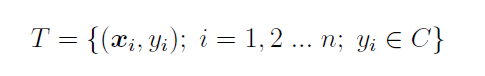 T = {(𝒙ᵢ, yᵢ); i = 1, 2 ... n; yᵢ ∈ C}